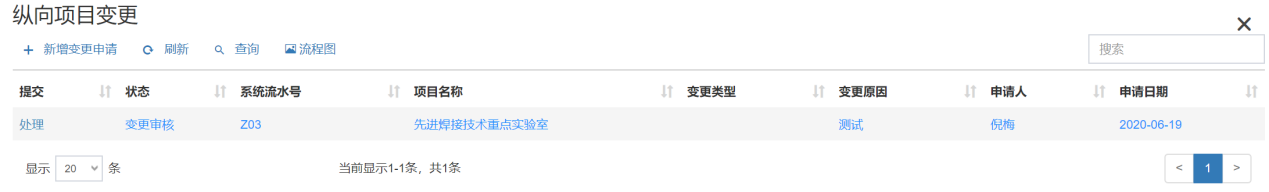 纵向项目变更
新增变更申请 刷新 查询 流程图 搜索
提交 状态 系统流水号 项目名称 变更类型 变更原因 申请人 申请日期
处理 变更审核 Z03 先进焊接技术重点实验室 测试 倪梅 2020-06-19
显示 20 条 当前显示1-1条，共1条 < 1 >